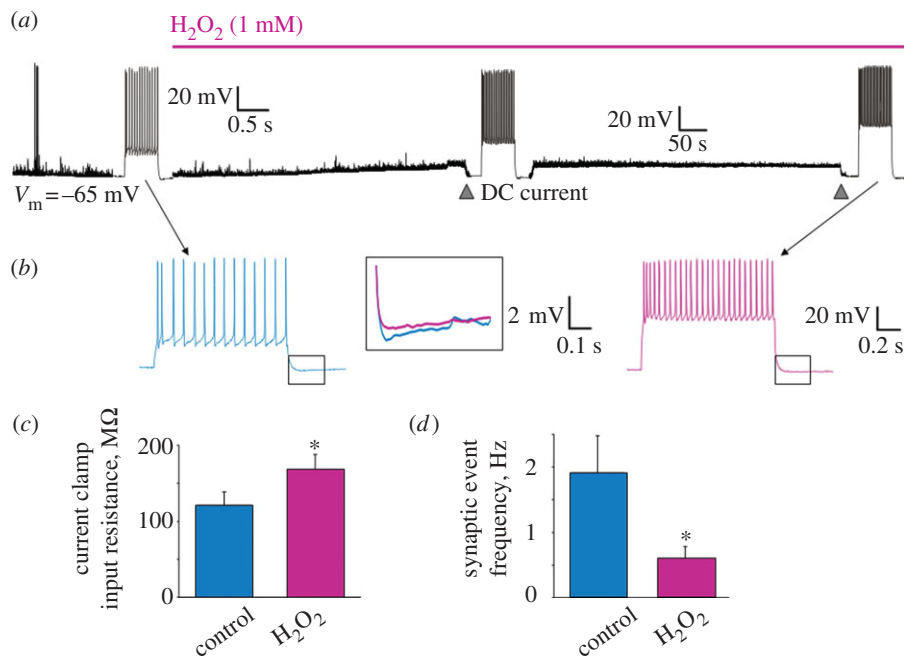 (a)
H₂O₂ (1 mM)
20 mV
0.5 s
20 mV
50 s
Vm = –65 mV
DC current
(b)
2 mV
0.1 s
20 mV
0.2 s
(c)
current clamp
input resistance, MΩ
200
100
0
control
H₂O₂
*
(d)
synaptic event
frequency, Hz
2
1
0
control
H₂O₂
*